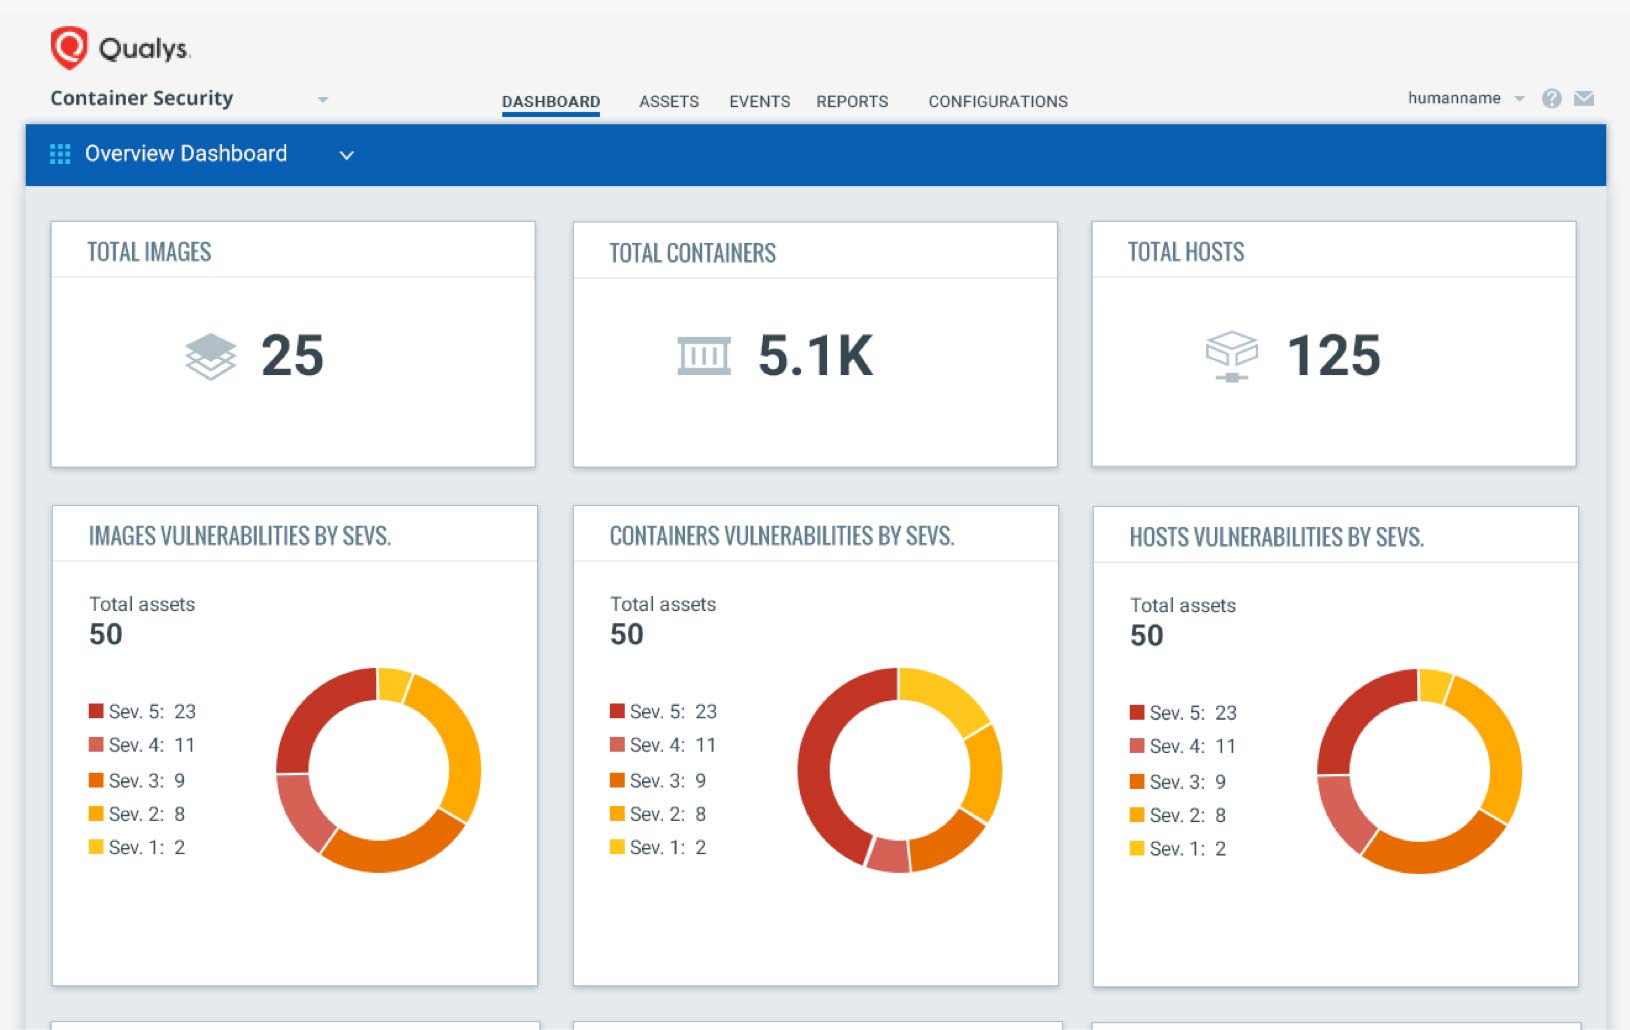 Qualys.
Container Security
DASHBOARD ASSETS EVENTS REPORTS CONFIGURATIONS
humanname ?
Overview Dashboard
TOTAL IMAGES
25
TOTAL CONTAINERS
5.1K
TOTAL HOSTS
125
IMAGES VULNERABILITIES BY SEVS.
Total assets
50
Sev. 5: 23
Sev. 4: 11
Sev. 3: 9
Sev. 2: 8
Sev. 1: 2
CONTAINERS VULNERABILITIES BY SEVS.
Total assets
50
Sev. 5: 23
Sev. 4: 11
Sev. 3: 9
Sev. 2: 8
Sev. 1: 2
HOSTS VULNERABILITIES BY SEVS.
Total assets
50
Sev. 5: 23
Sev. 4: 11
Sev. 3: 9
Sev. 2: 8
Sev. 1: 2